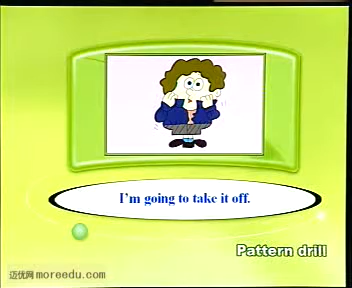 I'm going to take it off.
Pattern drill
迈优网 moreedu.com